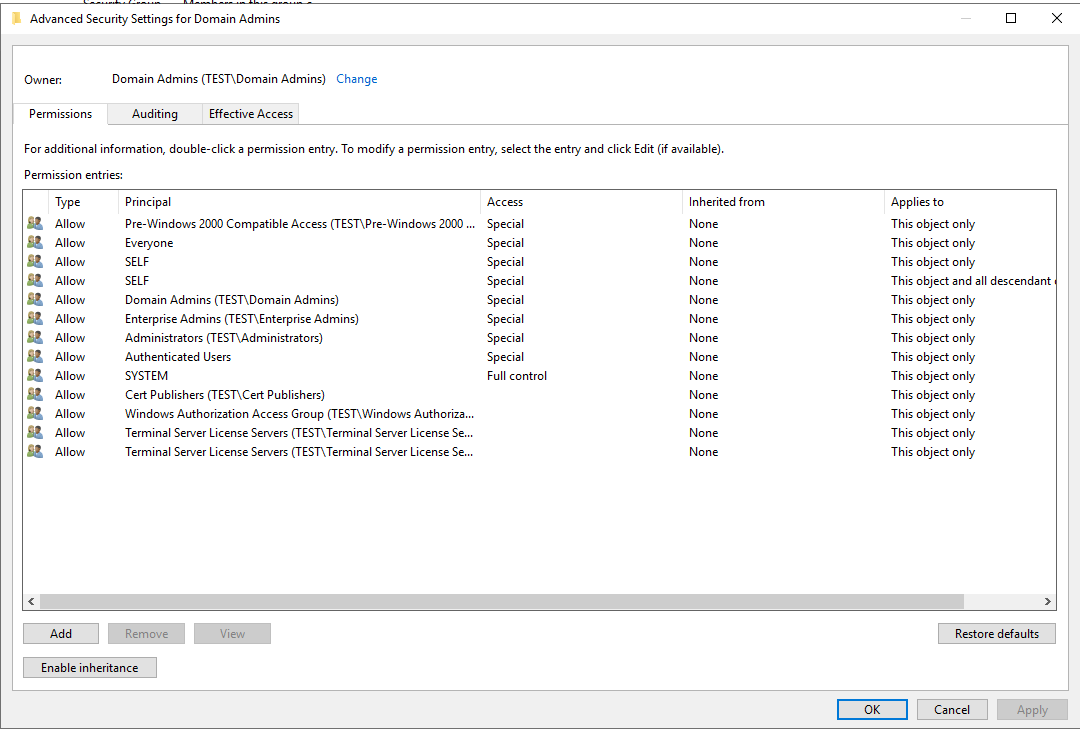 Advanced Security Settings for Domain Admins
Owner: Domain Admins (TEST\Domain Admins) Change
Permissions Auditing Effective Access
For additional information, double-click a permission entry. To modify a permission entry, select the entry and click Edit (if available).
Permission entries:
Type Principal Access Inherited from Applies to
Allow Pre-Windows 2000 Compatible Access (TEST\Pre-Windows 2000 ... Special None This object only
Allow Everyone Special None This object only
Allow SELF Special None This object only
Allow SELF Special None This object and all descendant
Allow Domain Admins (TEST\Domain Admins) Special None This object only
Allow Enterprise Admins (TEST\Enterprise Admins) Special None This object only
Allow Administrators (TEST\Administrators) Special None This object only
Allow Authenticated Users Special None This object only
Allow SYSTEM Full control None This object only
Allow Cert Publishers (TEST\Cert Publishers) None This object only
Allow Windows Authorization Access Group (TEST\Windows Authoriza... None This object only
Allow Terminal Server License Servers (TEST\Terminal Server License Se... None This object only
Allow Terminal Server License Servers (TEST\Terminal Server License Se... None This object only
Add Remove View Restore defaults
Enable inheritance
OK Cancel Apply